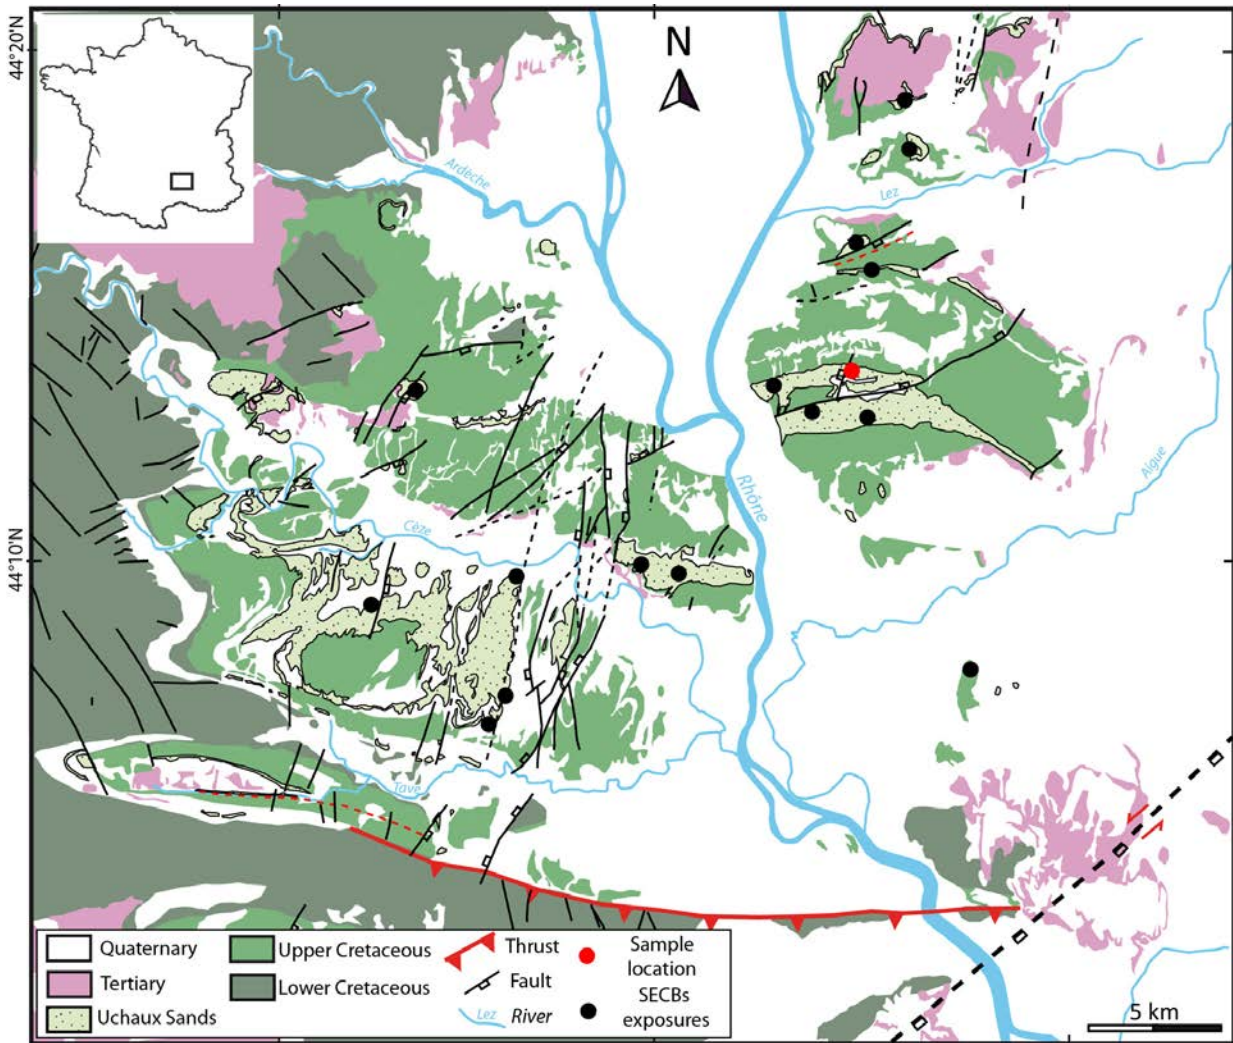 44°20'N
N
Ardèche
Lez
Aigue
Rhône
Cèze
44°10'N
Tave
Quaternary
Tertiary
Uchaux Sands
Upper Cretaceous
Lower Cretaceous
Thrust
Fault
Lez
River
Sample
location
SECBs
exposures
5 km